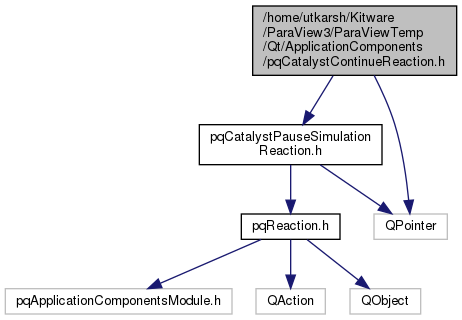 /home/utkarsh/Kitware
/ParaView3/ParaViewTemp
/Qt/ApplicationComponents
/pqCatalystContinueReaction.h
pqCatalystPauseSimulation
Reaction.h
QPointer
pqReaction.h
pqApplicationComponentsModule.h
QAction
QObject